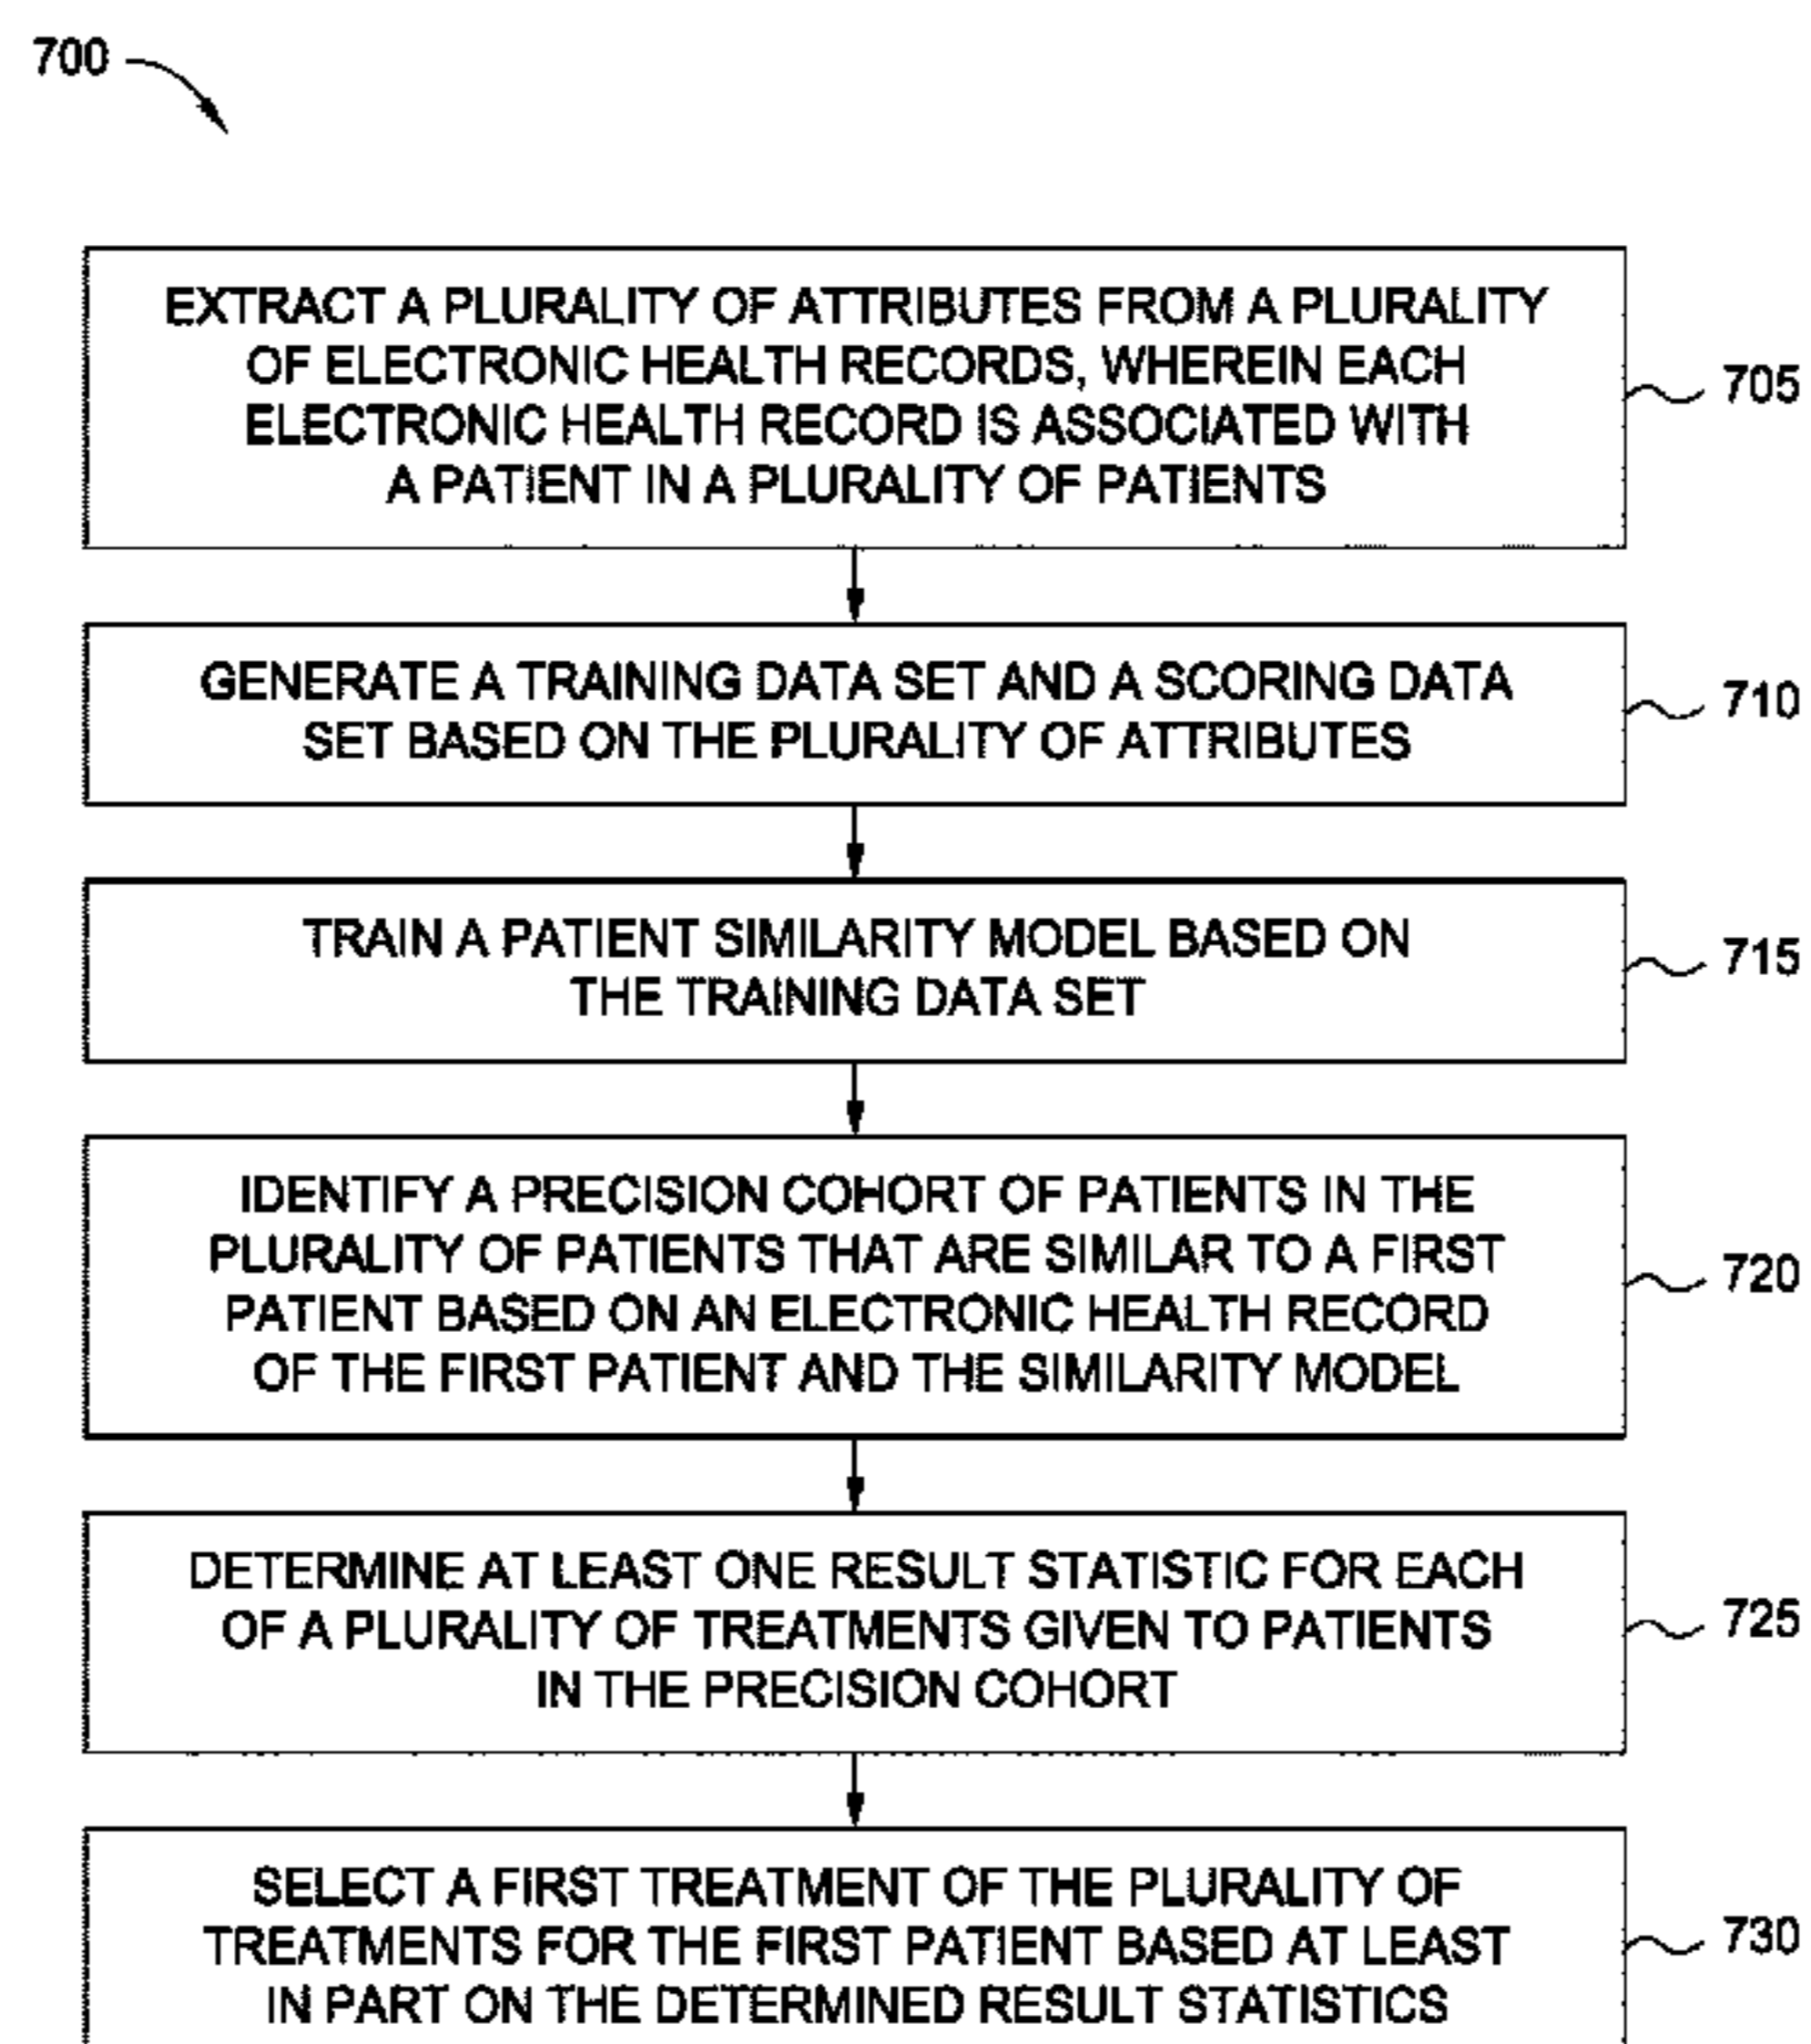 700
EXTRACT A PLURALITY OF ATTRIBUTES FROM A PLURALITY
OF ELECTRONIC HEALTH RECORDS, WHEREIN EACH
ELECTRONIC HEALTH RECORD IS ASSOCIATED WITH
A PATIENT IN A PLURALITY OF PATIENTS
705
GENERATE A TRAINING DATA SET AND A SCORING DATA
SET BASED ON THE PLURALITY OF ATTRIBUTES
710
TRAIN A PATIENT SIMILARITY MODEL BASED ON
THE TRAINING DATA SET
715
IDENTIFY A PRECISION COHORT OF PATIENTS IN THE
PLURALITY OF PATIENTS THAT ARE SIMILAR TO A FIRST
PATIENT BASED ON AN ELECTRONIC HEALTH RECORD
OF THE FIRST PATIENT AND THE SIMILARITY MODEL
720
DETERMINE AT LEAST ONE RESULT STATISTIC FOR EACH
OF A PLURALITY OF TREATMENTS GIVEN TO PATIENTS
IN THE PRECISION COHORT
725
SELECT A FIRST TREATMENT OF THE PLURALITY OF
TREATMENTS FOR THE FIRST PATIENT BASED AT LEAST
IN PART ON THE DETERMINED RESULT STATISTICS
730